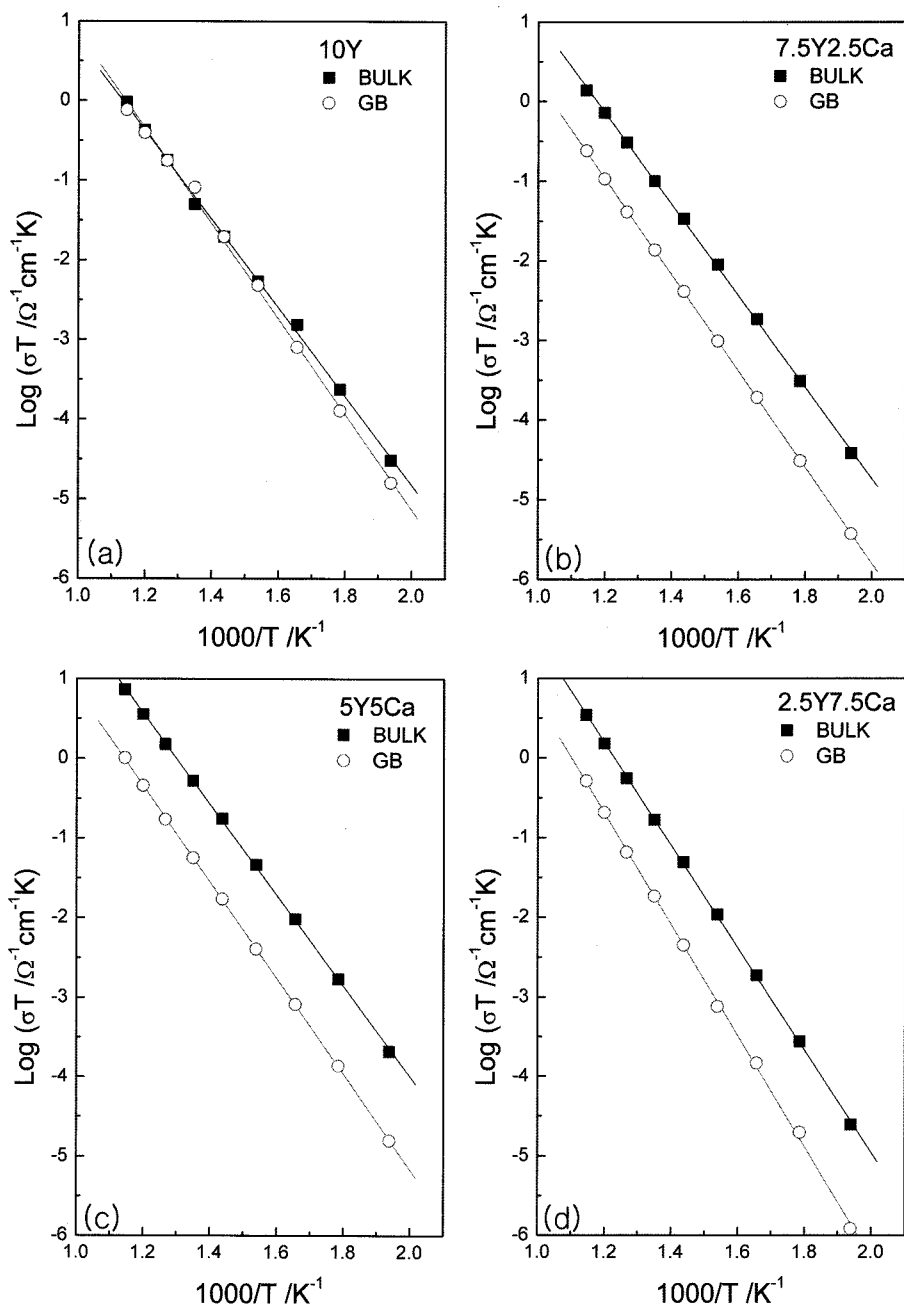 10Y
BULK
GB
1
0
-1
-2
-3
-4
-5
-6
Log (σT /Ω⁻¹cm⁻¹K)
(a)
1.0 1.2 1.4 1.6 1.8 2.0
1000/T /K⁻¹
7.5Y2.5Ca
BULK
GB
1
0
-1
-2
-3
-4
-5
-6
Log (σT /Ω⁻¹cm⁻¹K)
(b)
1.0 1.2 1.4 1.6 1.8 2.0
1000/T /K⁻¹
5Y5Ca
BULK
GB
1
0
-1
-2
-3
-4
-5
-6
Log (σT /Ω⁻¹cm⁻¹K)
(c)
1.0 1.2 1.4 1.6 1.8 2.0
1000/T /K⁻¹
2.5Y7.5Ca
BULK
GB
1
0
-1
-2
-3
-4
-5
-6
Log (σT /Ω⁻¹cm⁻¹K)
(d)
1.0 1.2 1.4 1.6 1.8 2.0
1000/T /K⁻¹